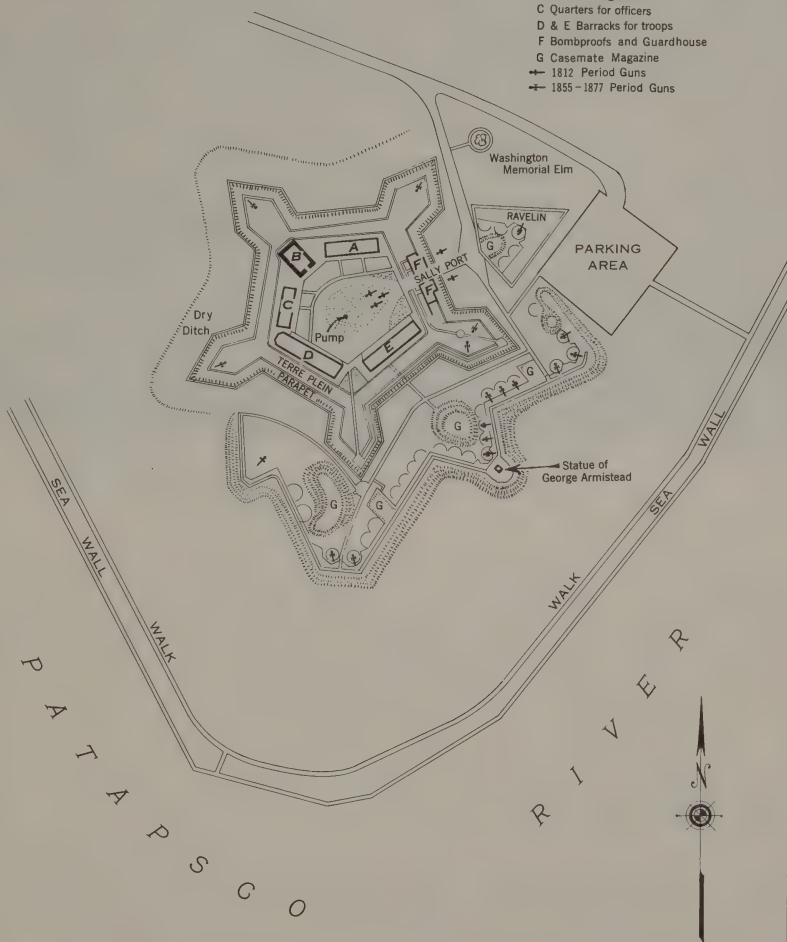 C Quarters for officers
D & E Barracks for troops
F Bombproofs and Guardhouse
G Casemate Magazine
1812 Period Guns
1855-1877 Period Guns
Washington
Memorial Elm
RAVELIN
G
PARKING
AREA
A
B
F
SALLY PORT
F
C
Dry
Ditch
Pump
D
E
TERRE PLEIN
PARAPET
G
G
Statue of
George Armistead
G
G
SEA WALL
WALK
SEA WALL
WALK
PATAPSCO
RIVER
N